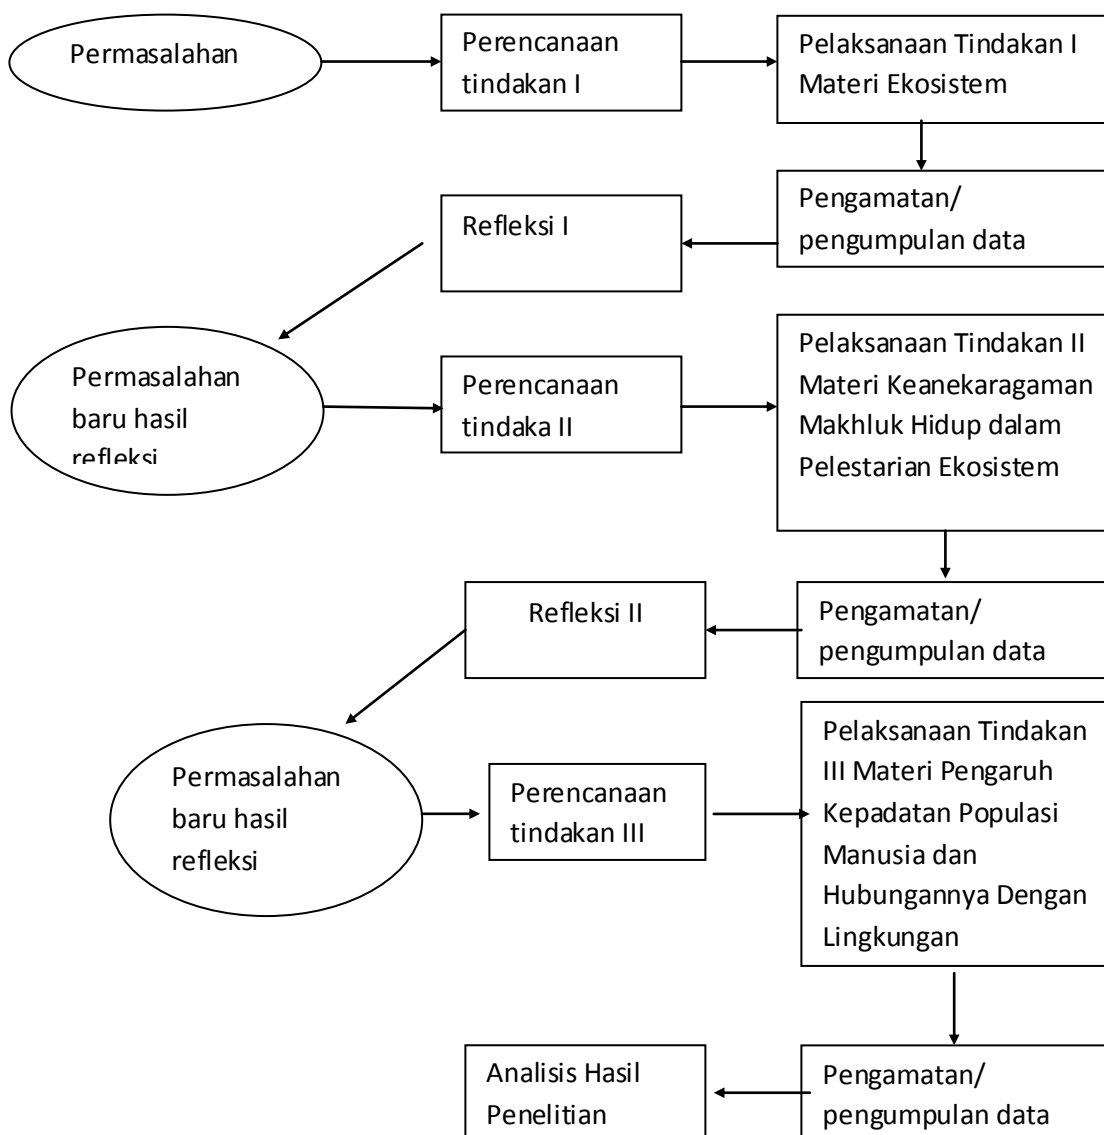 Permasalahan
Perencanaan
tindakan I
Pelaksanaan Tindakan I
Materi Ekosistem
Pengamatan/
pengumpulan data
Refleksi I
Permasalahan
baru hasil
refleksi
Perencanaan
tindaka II
Pelaksanaan Tindakan II
Materi Keanekaragaman
Makhluk Hidup dalam
Pelestarian Ekosistem
Pengamatan/
pengumpulan data
Refleksi II
Permasalahan
baru hasil
refleksi
Perencanaan
tindakan III
Pelaksanaan Tindakan
III Materi Pengaruh
Kepadatan Populasi
Manusia dan
Hubungannya Dengan
Lingkungan
Pengamatan/
pengumpulan data
Analisis Hasil
Penelitian